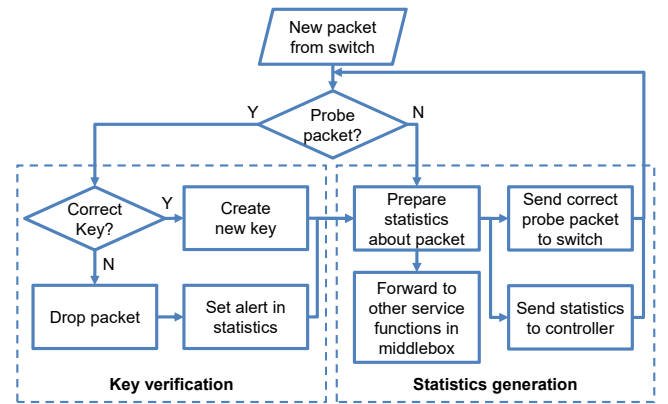 New packet
from switch
Y
Probe
packet?
N
Correct
Key?
Y
Create
new key
Prepare
statistics
about packet
Send correct
probe packet
to switch
N
Drop packet
Set alert in
statistics
Forward to
other service
functions in
middlebox
Send statistics
to controller
Key verification
Statistics generation